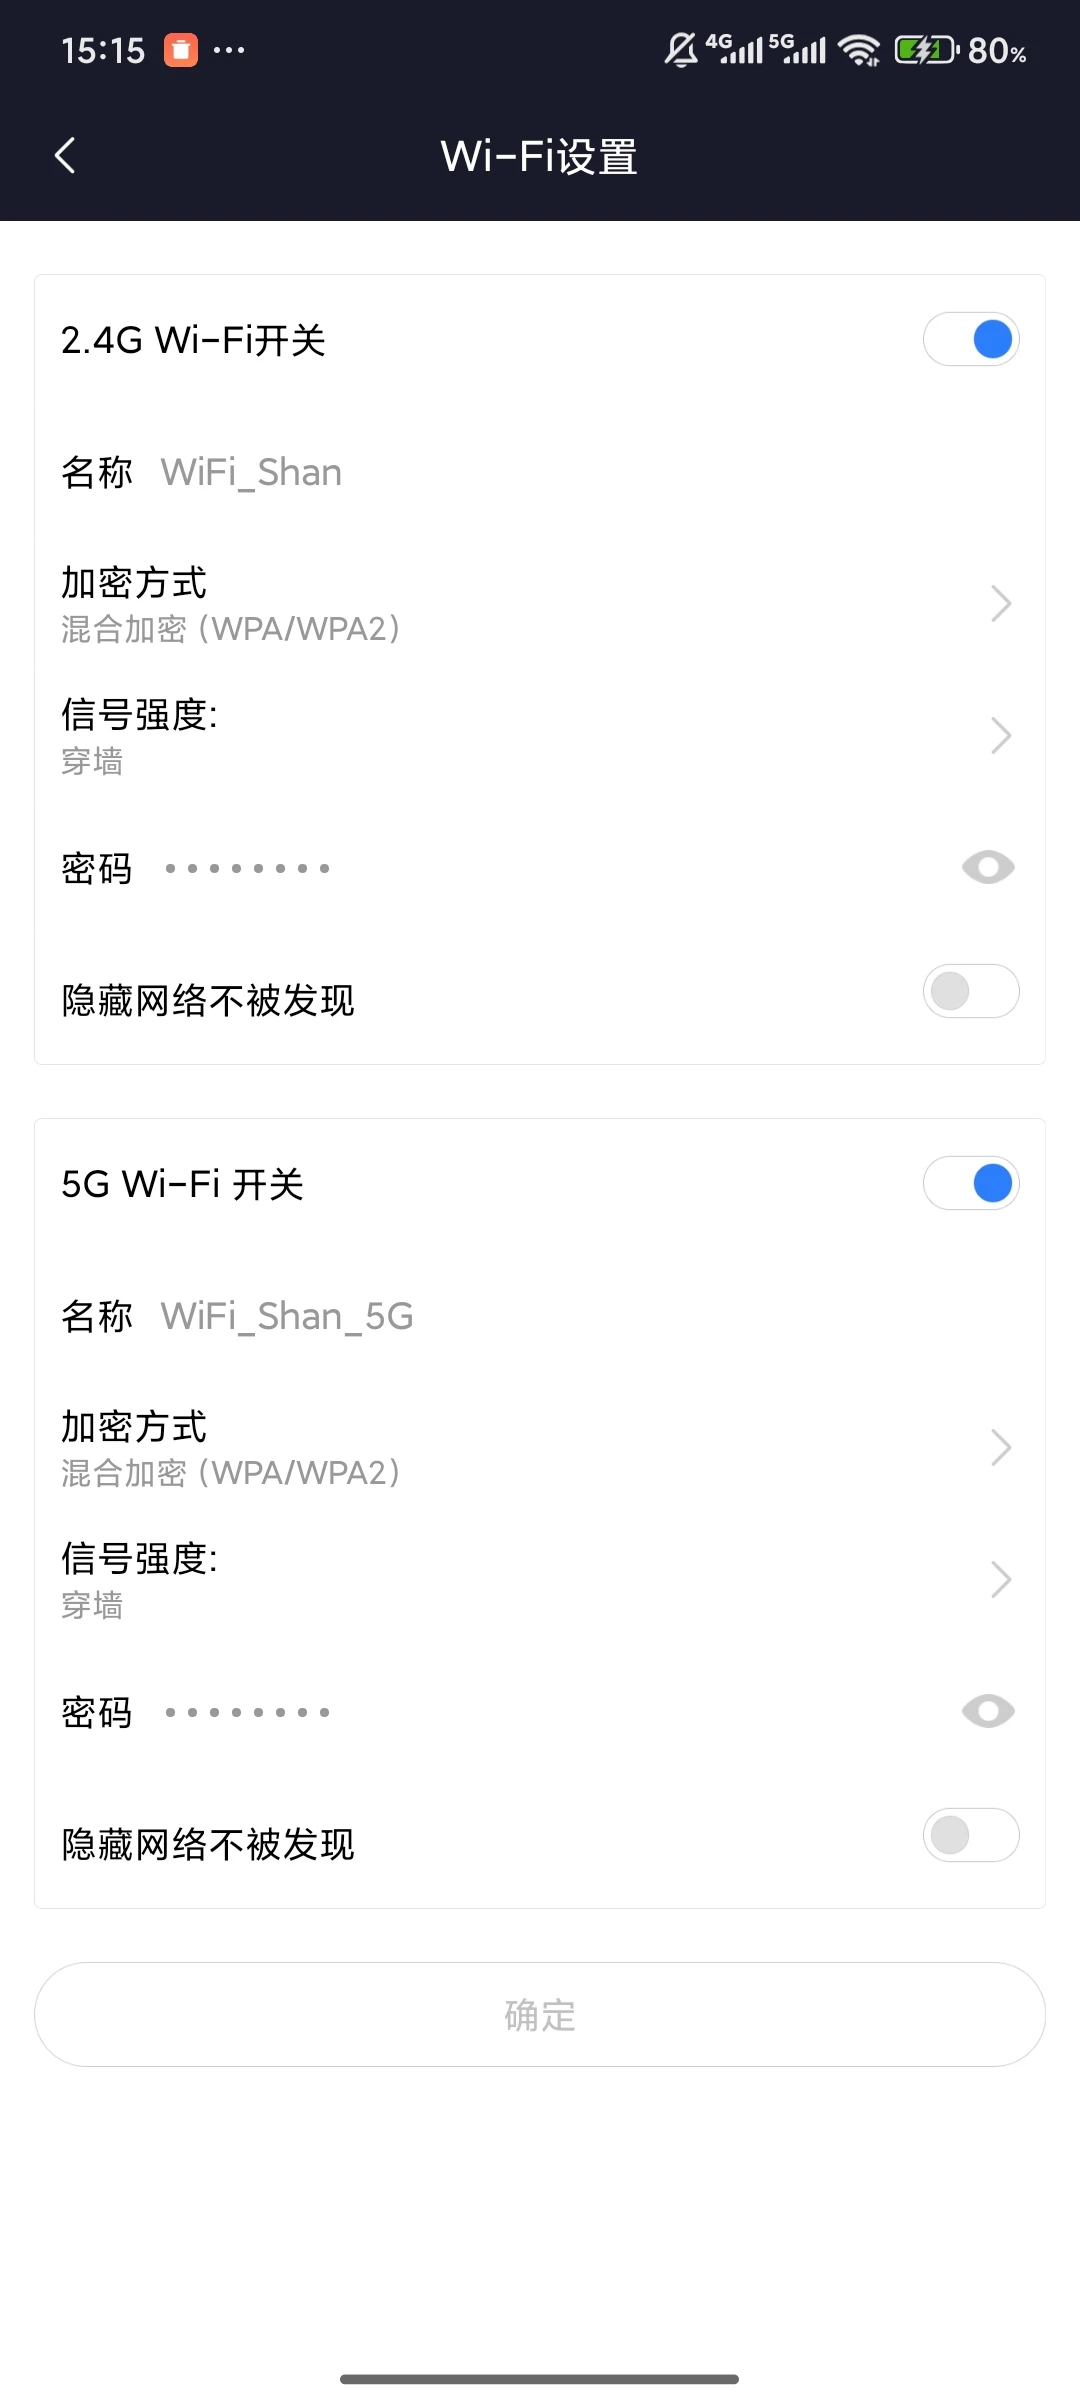 15:15
4G 5G 80%
Wi-Fi设置
2.4G Wi-Fi开关
名称 WiFi_Shan
加密方式
混合加密 (WPA/WPA2)
信号强度:
穿墙
密码 ••••••••
隐藏网络不被发现
5G Wi-Fi 开关
名称 WiFi_Shan_5G
加密方式
混合加密 (WPA/WPA2)
信号强度:
穿墙
密码 ••••••••
隐藏网络不被发现
确定